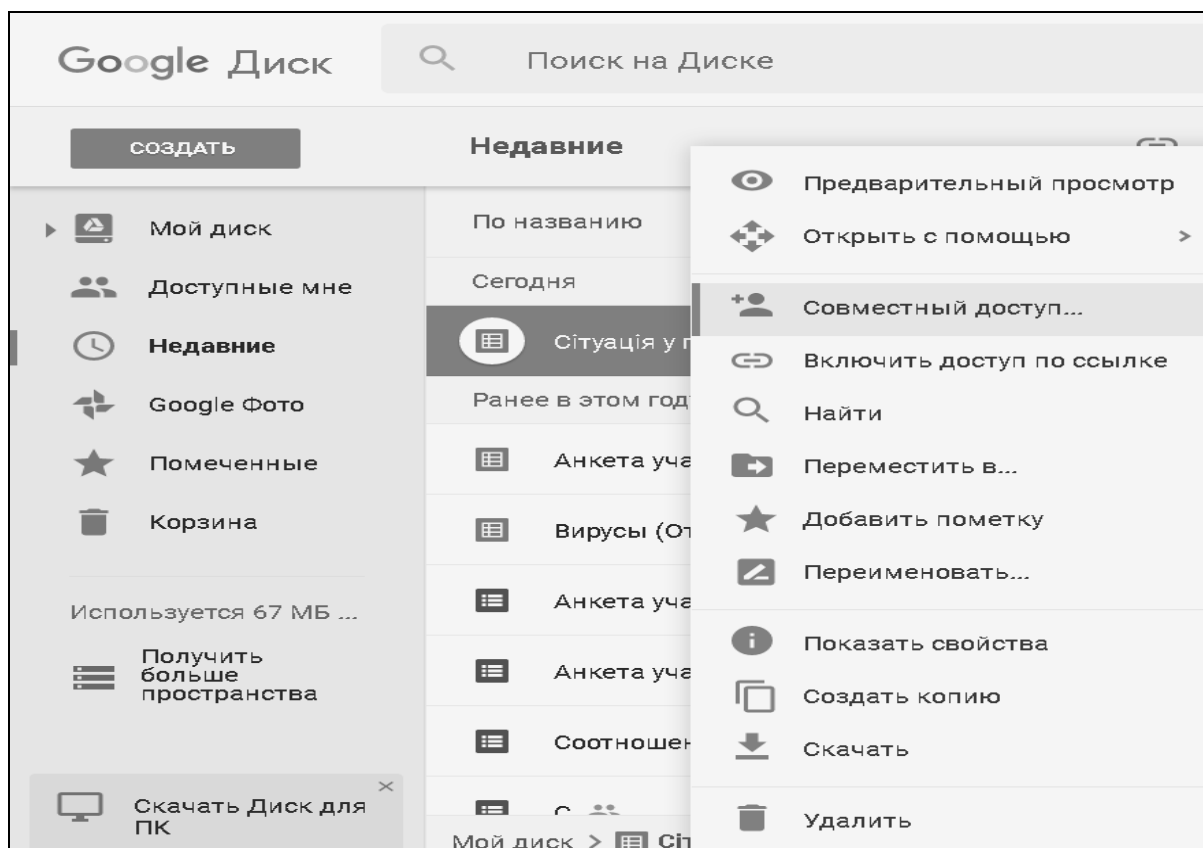 Google Диск
Поиск на Диске
СОЗДАТЬ
Недавние
Мой диск
Доступные мне
Недавние
Google Фото
Помеченные
Корзина
Используется 67 МБ ...
Получить
больше
пространства
Скачать Диск для
ПК
По названию
Сегодня
Сітуація у
Ранее в этом год
Анкета уча
Вирусы (От
Анкета уча
Анкета уча
Соотношен
Мой диск > Сіт
Предварительный просмотр
Открыть с помощью >
Совместный доступ...
Включить доступ по ссылке
Найти
Переместить в...
Добавить пометку
Переименовать...
Показать свойства
Создать копию
Скачать
Удалить